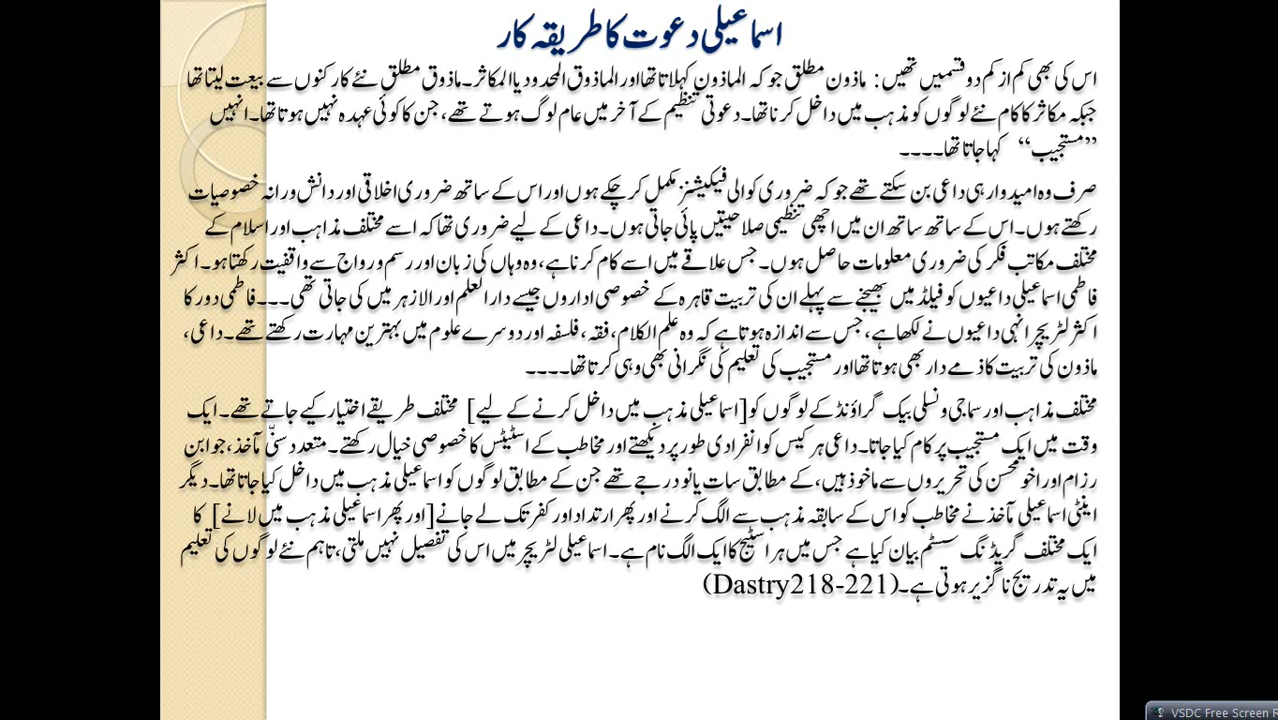 اسماعیلی دعوت کا طریقہ کار
اس کی بھی کم از کم دو قسمیں تھیں: ماذون مطلق جو کہ الماذون کہلاتا تھا اور الماذوق المحدود یا المکاثر۔ ماذوق مطلق نئے کارکنوں سے بیعت لیتا تھا
جبکہ مکاثر کا کام نئے لوگوں کو مذہب میں داخل کرنا تھا۔ دعوتی تنظیم کے آخر میں عام لوگ ہوتے تھے، جن کا کوئی عہدہ نہیں ہوتا تھا۔ انہیں
”مستجیب“ کہا جاتا تھا۔۔۔۔
صرف وہ امیدوار ہی داعی بن سکتے تھے جو کہ ضروری کوالی فیکیشنز مکمل کر چکے ہوں اور اس کے ساتھ ضروری اخلاقی اور دانش ورانہ خصوصیات
رکھتے ہوں۔ اس کے ساتھ ساتھ ان میں اچھی تنظیمی صلاحیتیں پائی جاتی ہوں۔ داعی کے لیے ضروری تھا کہ اسے مختلف مذاہب اور اسلام کے
مختلف مکاتب فکر کی ضروری معلومات حاصل ہوں۔ جس علاقے میں اسے کام کرنا ہے، وہ وہاں کی زبان اور رسم و رواج سے واقفیت رکھتا ہو۔ اکثر
فاطمی اسماعیلی داعیوں کو فیلڈ میں بھیجنے سے پہلے ان کی تربیت قاہرہ کے خصوصی اداروں جیسے دار العلم اور الازہر میں کی جاتی تھی۔۔۔ فاطمی دور کا
اکثر لٹریچر انہی داعیوں نے لکھا ہے، جس سے اندازہ ہوتا ہے کہ وہ علم الکلام، فقہ، فلسفہ اور دوسرے علوم میں بہترین مہارت رکھتے تھے۔ داعی،
ماذون کی تربیت کا ذمے دار بھی ہوتا تھا اور مستجیب کی تعلیم کی نگرانی بھی وہی کرتا تھا۔۔۔۔
مختلف مذاہب اور سماجی و نسلی بیک گراؤنڈ کے لوگوں کو [اسماعیلی مذہب میں داخل کرنے کے لیے] مختلف طریقے اختیار کیے جاتے تھے۔ ایک
وقت میں ایک مستجیب پر کام کیا جاتا۔ داعی ہر کیس کو انفرادی طور پر دیکھتے اور مخاطب کے اسٹیٹس کا خصوصی خیال رکھتے۔ متعدد سنّی مآخذ، جو ابن
رزام اور اخو محسن کی تحریروں سے ماخوذ ہیں، کے مطابق سات یا نو درجے تھے جن کے مطابق لوگوں کو اسماعیلی مذہب میں داخل کیا جاتا تھا۔ دیگر
اینٹی اسماعیلی مآخذ نے مخاطب کو اس کے سابقہ مذہب سے الگ کرنے اور پھر ارتداد اور کفر تک لے جانے [اور پھر اسماعیلی مذہب میں لانے] کا
ایک مختلف گریڈنگ سسٹم بیان کیا ہے جس میں ہر اسٹیج کا ایک الگ نام ہے۔ اسماعیلی لٹریچر میں اس کی تفصیل نہیں ملتی، تاہم نئے لوگوں کی تعلیم
میں یہ تدریج ناگزیر ہوتی ہے۔ (Dastry218-221)
VSDC Free Screen R